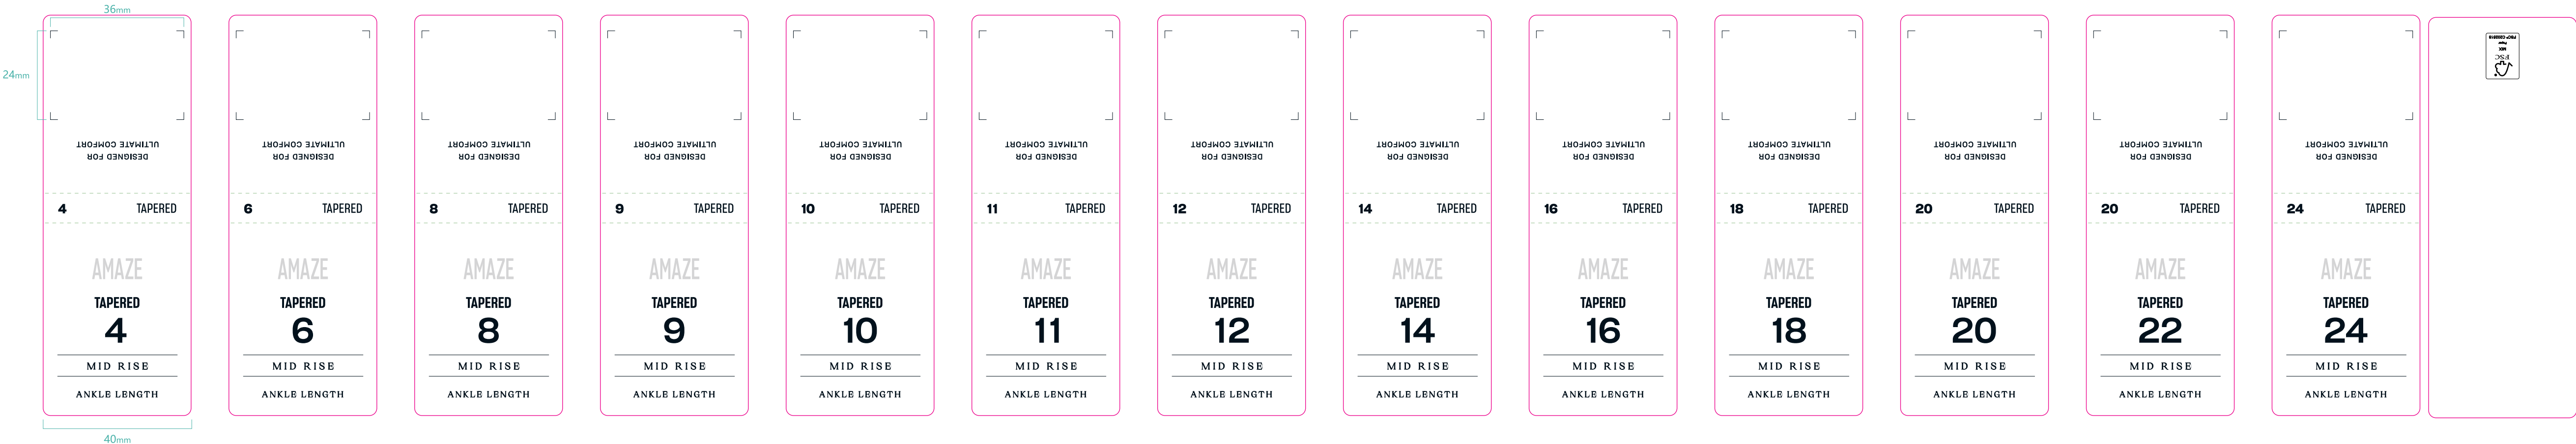 36mm
24mm
DESIGNED FOR
ULTIMATE COMFORT
4 TAPERED
AMAZE
TAPERED
4
MID RISE
ANKLE LENGTH
40mm
DESIGNED FOR
ULTIMATE COMFORT
6 TAPERED
AMAZE
TAPERED
6
MID RISE
ANKLE LENGTH
DESIGNED FOR
ULTIMATE COMFORT
8 TAPERED
AMAZE
TAPERED
8
MID RISE
ANKLE LENGTH
DESIGNED FOR
ULTIMATE COMFORT
9 TAPERED
AMAZE
TAPERED
9
MID RISE
ANKLE LENGTH
DESIGNED FOR
ULTIMATE COMFORT
10 TAPERED
AMAZE
TAPERED
10
MID RISE
ANKLE LENGTH
DESIGNED FOR
ULTIMATE COMFORT
11 TAPERED
AMAZE
TAPERED
11
MID RISE
ANKLE LENGTH
DESIGNED FOR
ULTIMATE COMFORT
12 TAPERED
AMAZE
TAPERED
12
MID RISE
ANKLE LENGTH
DESIGNED FOR
ULTIMATE COMFORT
14 TAPERED
AMAZE
TAPERED
14
MID RISE
ANKLE LENGTH
DESIGNED FOR
ULTIMATE COMFORT
16 TAPERED
AMAZE
TAPERED
16
MID RISE
ANKLE LENGTH
DESIGNED FOR
ULTIMATE COMFORT
18 TAPERED
AMAZE
TAPERED
18
MID RISE
ANKLE LENGTH
DESIGNED FOR
ULTIMATE COMFORT
20 TAPERED
AMAZE
TAPERED
20
MID RISE
ANKLE LENGTH
DESIGNED FOR
ULTIMATE COMFORT
20 TAPERED
AMAZE
TAPERED
22
MID RISE
ANKLE LENGTH
DESIGNED FOR
ULTIMATE COMFORT
24 TAPERED
AMAZE
TAPERED
24
MID RISE
ANKLE LENGTH
FSC
MIX
Paper